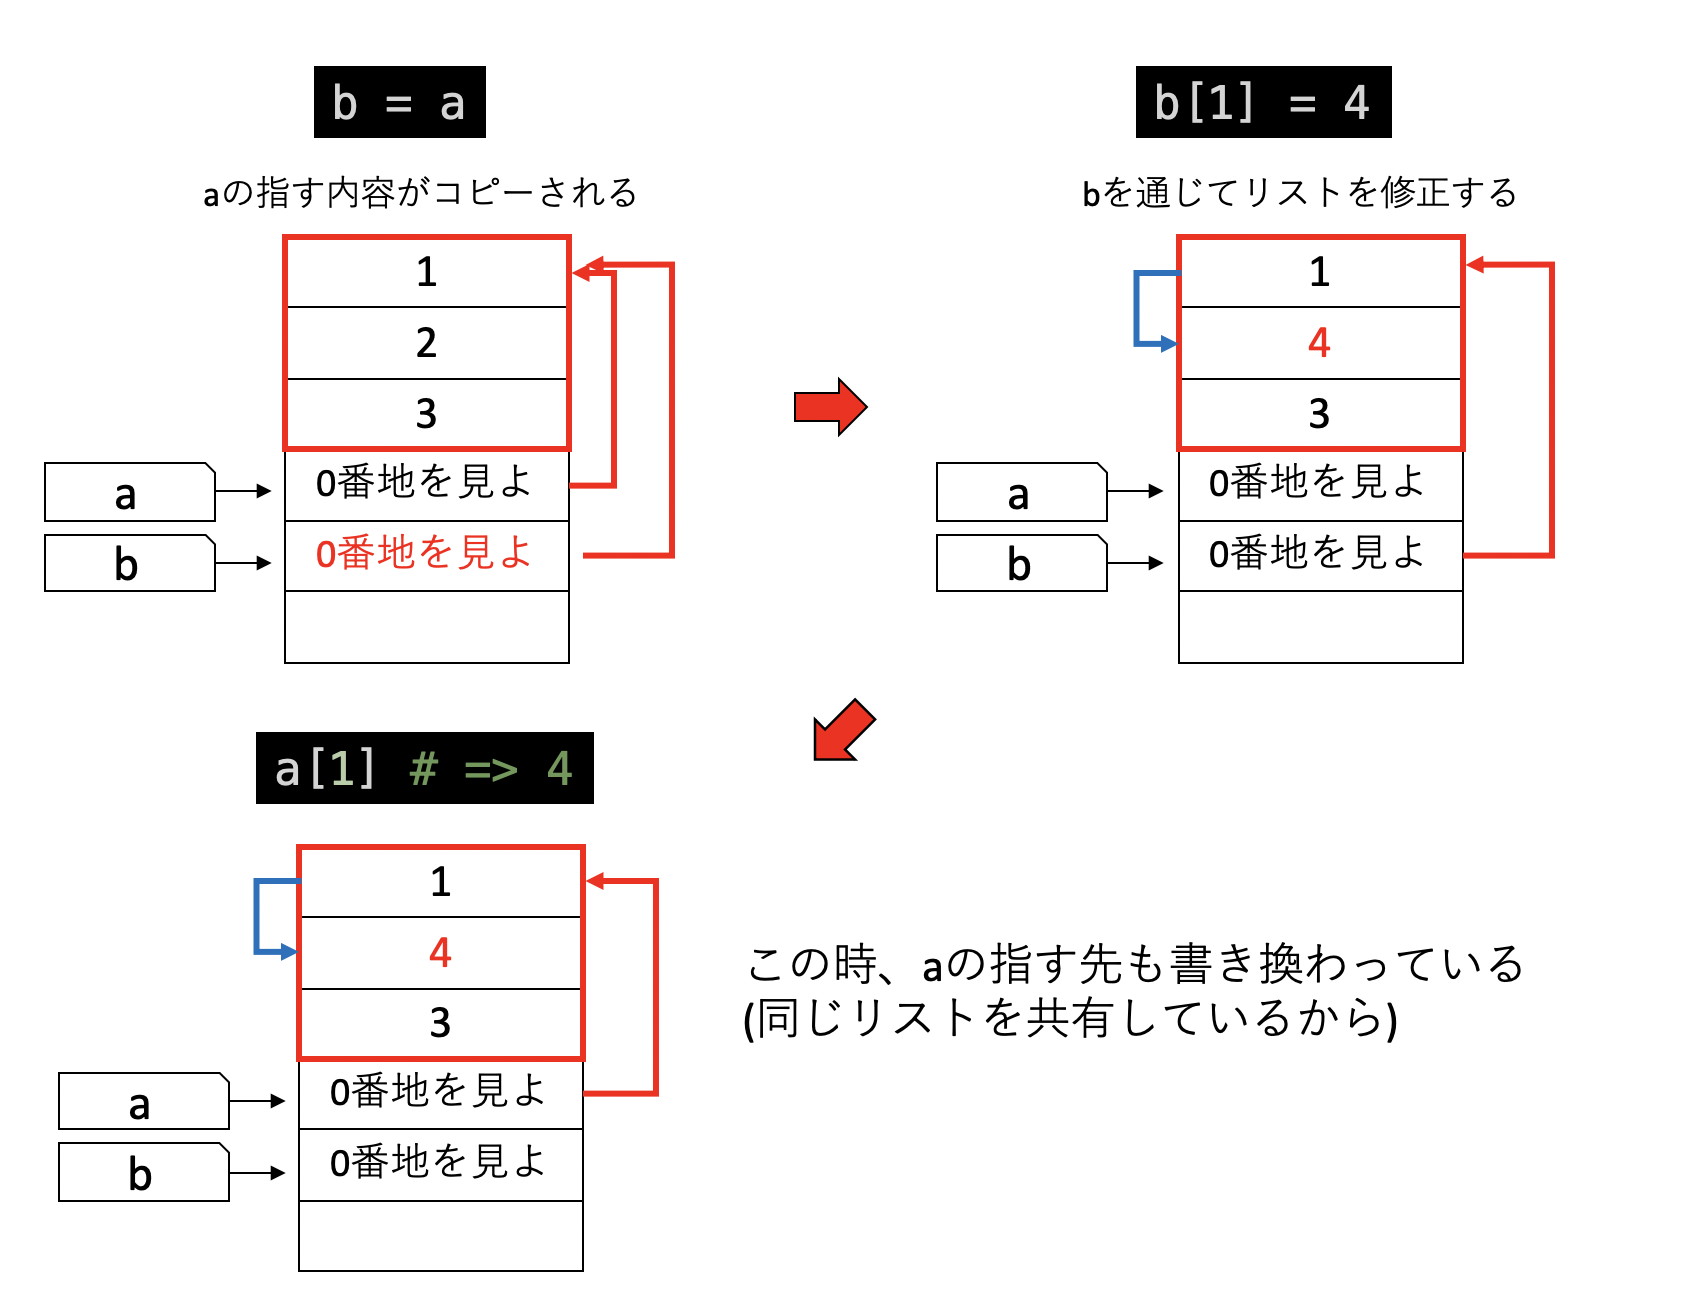 b = a
aの指す内容がコピーされる
1
2
3
0番地を見よ
0番地を見よ
a
b
b[1] = 4
bを通じてリストを修正する
1
4
3
0番地を見よ
0番地を見よ
a
b
a[1] # => 4
1
4
3
0番地を見よ
0番地を見よ
a
b
この時、aの指す先も書き換わっている
(同じリストを共有しているから)